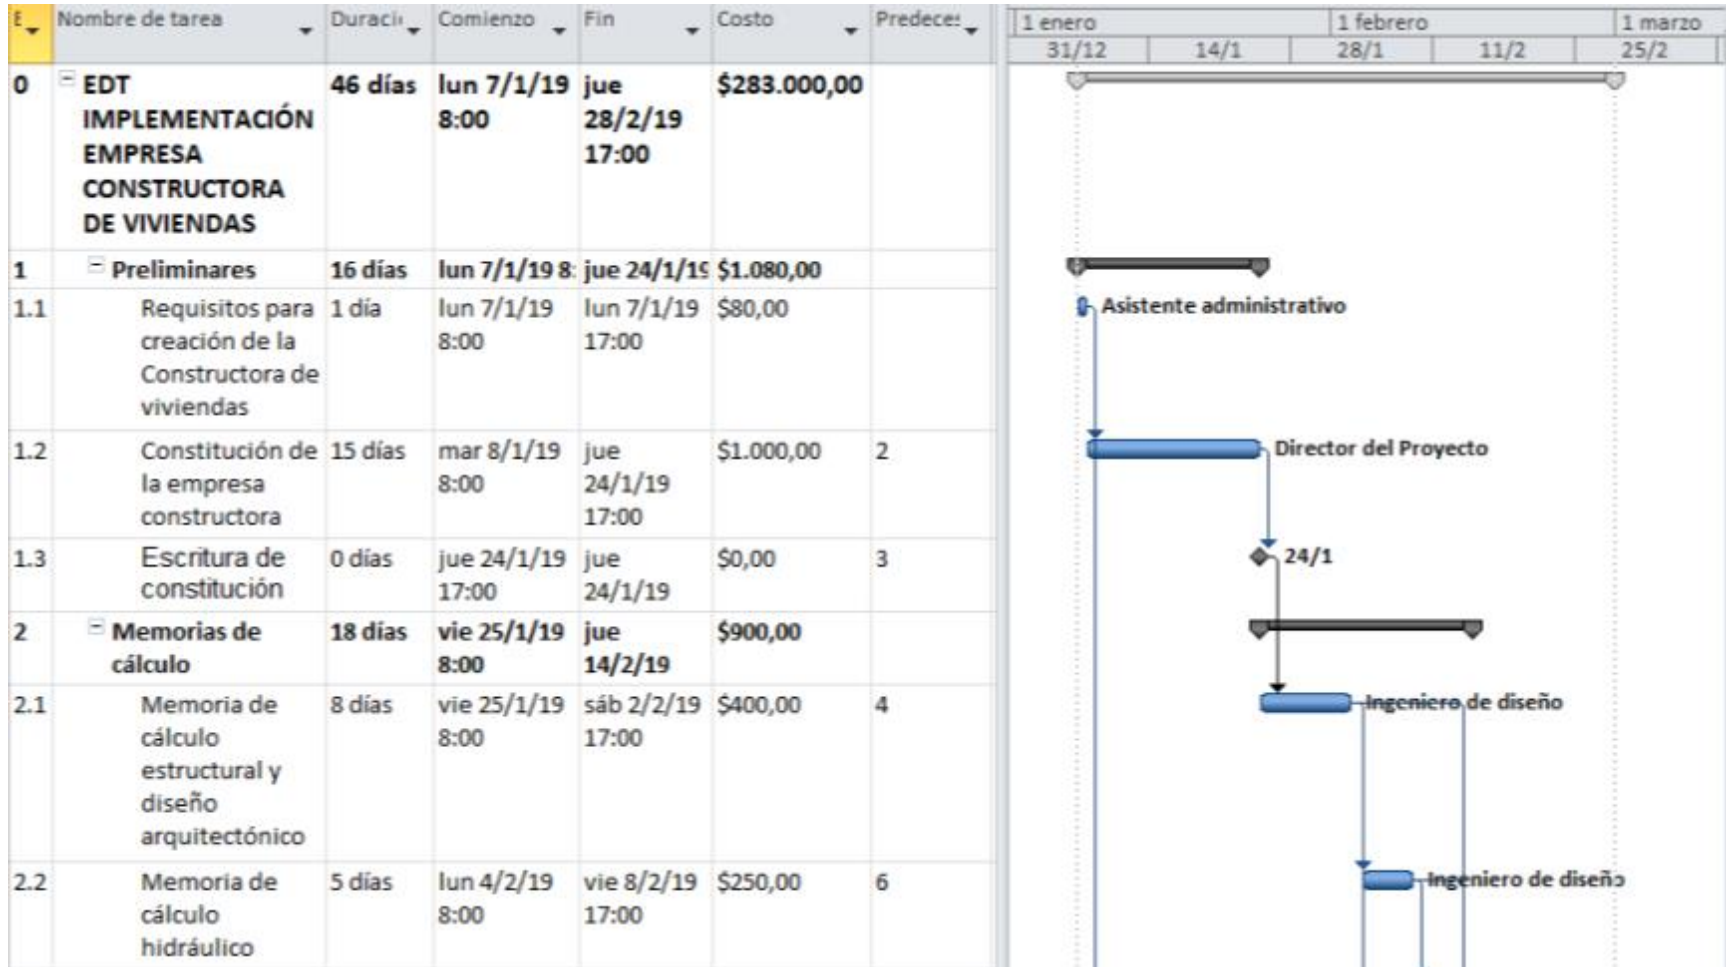 E Nombre de tarea Duració Comienzo Fin Costo Predeces
1 enero 1 febrero 1 marzo
31/12 14/1 28/1 11/2 25/2
0 EDT 46 días lun 7/1/19 jue $283.000,00
IMPLEMENTACIÓN 8:00 28/2/19
EMPRESA 17:00
CONSTRUCTORA
DE VIVIENDAS
1 Preliminares 16 días lun 7/1/19 8: jue 24/1/19 $1.080,00
1.1 Requisitos para 1 día lun 7/1/19 lun 7/1/19 $80,00
creación de la 8:00 17:00
Constructora de
viviendas
Asistente administrativo
1.2 Constitución de 15 días mar 8/1/19 jue $1.000,00 2
la empresa 8:00 24/1/19
constructora 17:00
Director del Proyecto
1.3 Escritura de 0 días jue 24/1/19 jue $0,00 3
constitución 17:00 24/1/19
24/1
2 Memorias de 18 días vie 25/1/19 jue $900,00
cálculo 8:00 14/2/19
2.1 Memoria de 8 días vie 25/1/19 sáb 2/2/19 $400,00 4
cálculo 8:00 17:00
estructural y
diseño
arquitectónico
Ingeniero de diseño
2.2 Memoria de 5 días lun 4/2/19 vie 8/2/19 $250,00 6
cálculo 8:00 17:00
hidráulico
Ingeniero de diseño